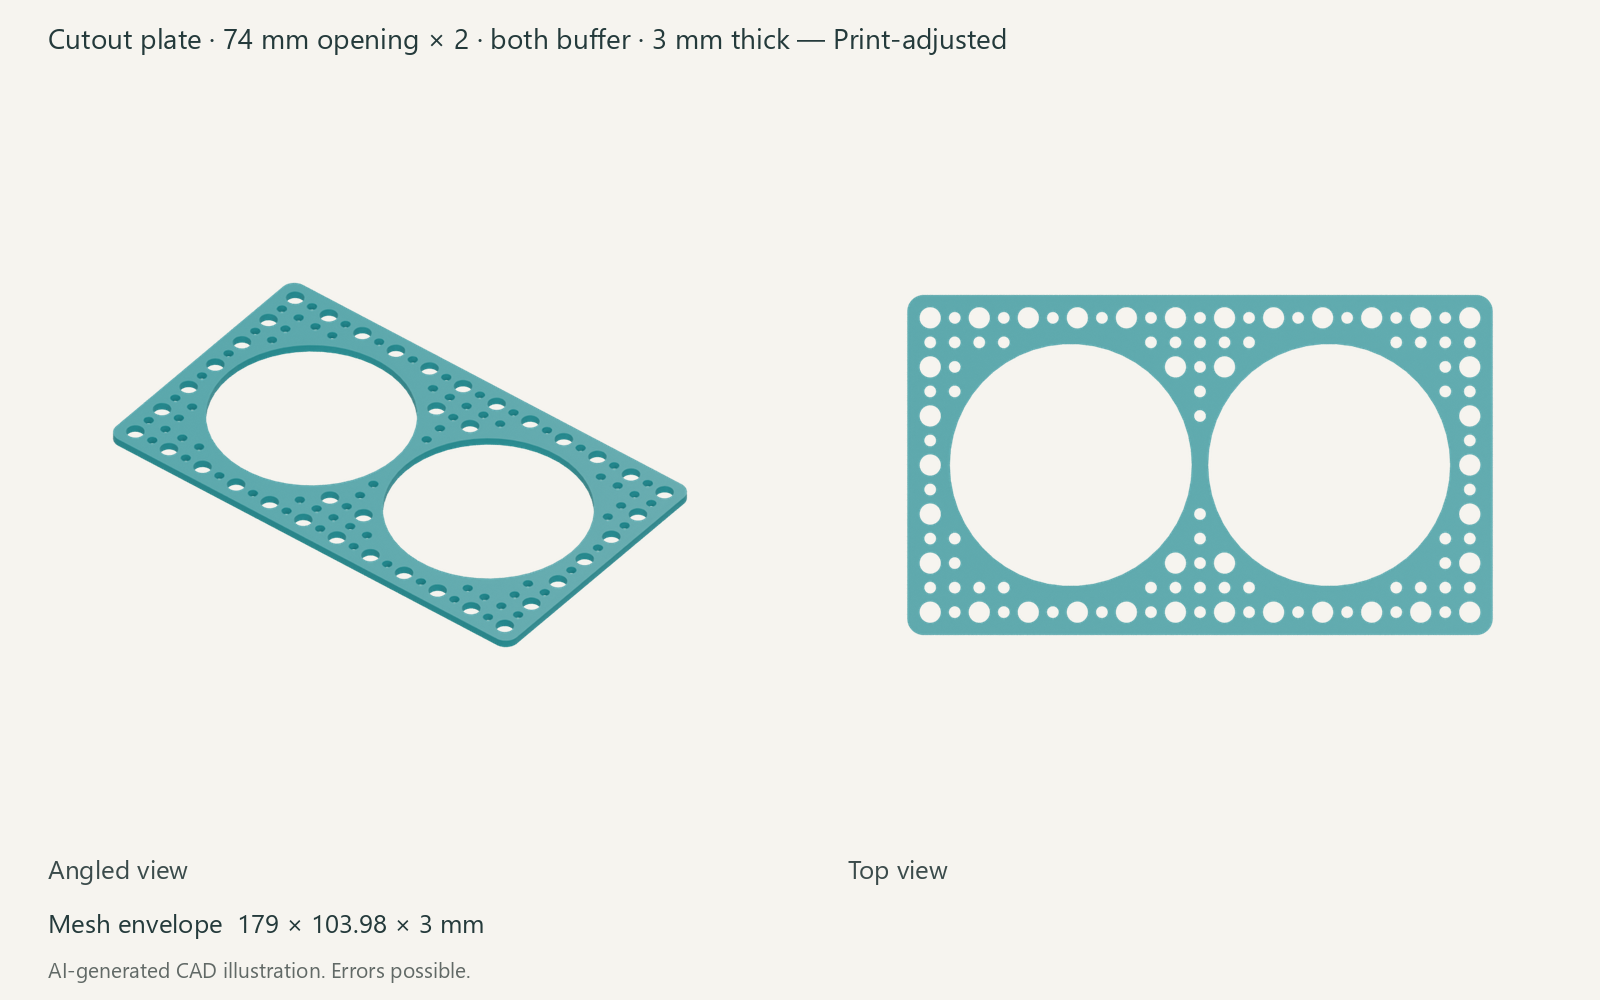 Cutout plate · 74 mm opening × 2 · both buffer · 3 mm thick — Print-adjusted
Angled view
Top view
Mesh envelope  179 × 103.98 × 3 mm
AI-generated CAD illustration. Errors possible.